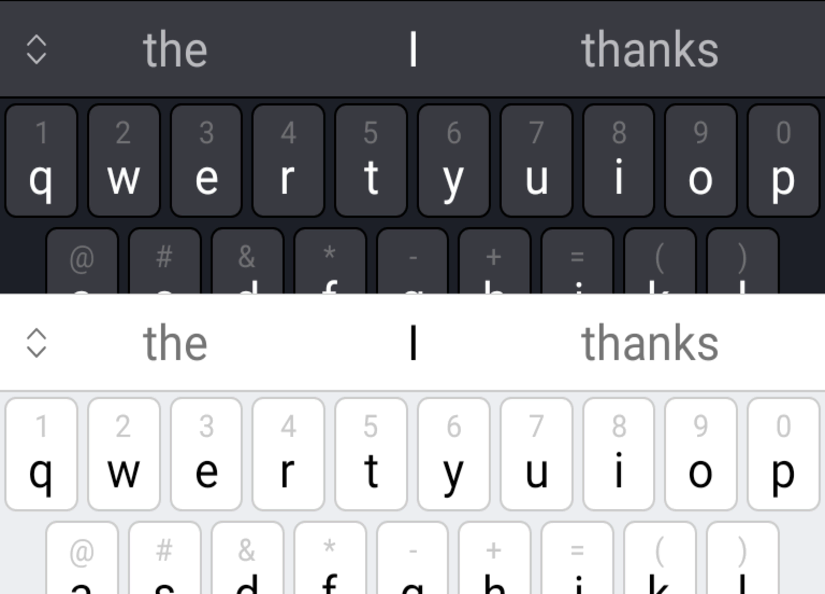 the I thanks
1 2 3 4 5 6 7 8 9 0
q w e r t y u i o p
@ # & * - + = ( )
a s d f g h j k l
the I thanks
1 2 3 4 5 6 7 8 9 0
q w e r t y u i o p
@ # & * - + = ( )
a s d f g h j k l